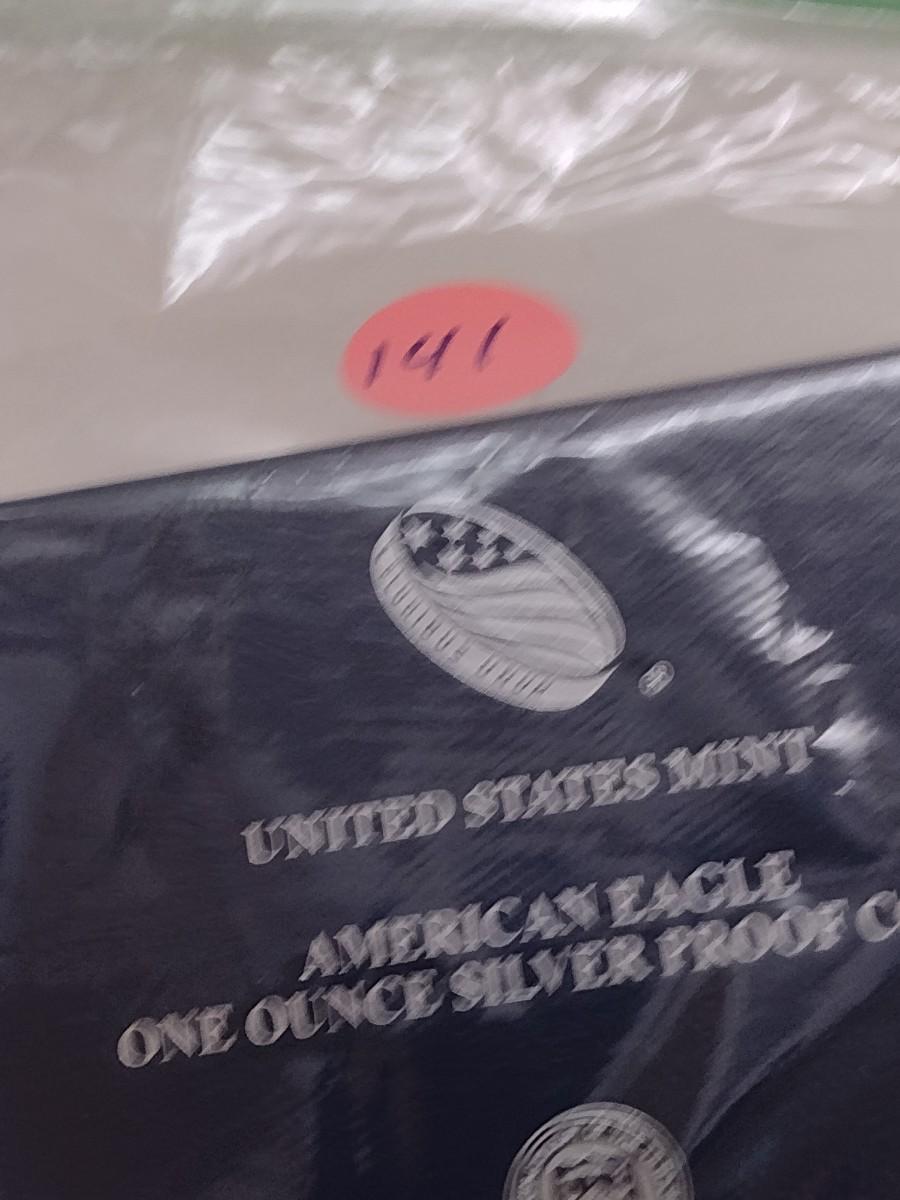 141
UNITED STATES MINT
AMERICAN EAGLE
ONE OUNCE SILVER PROOF